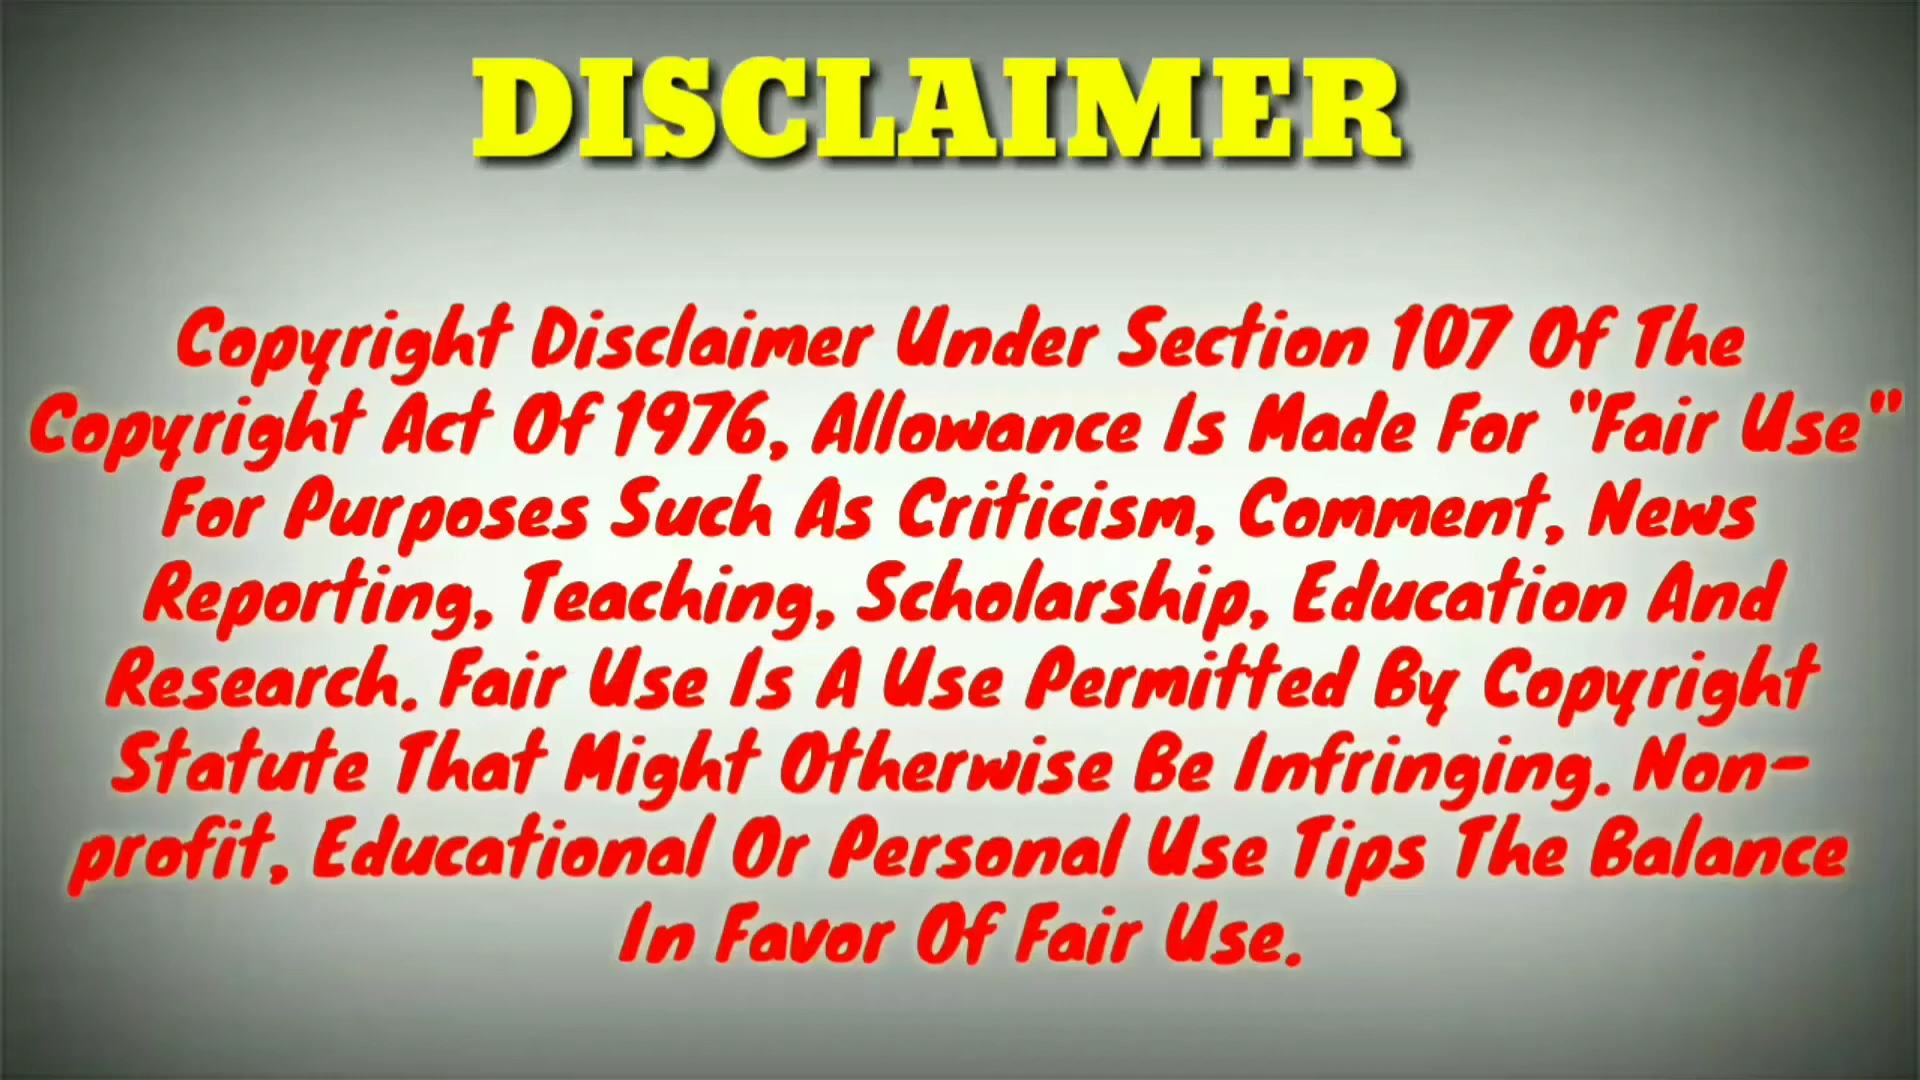 DISCLAIMER
Copyright Disclaimer Under Section 107 Of The
Copyright Act Of 1976, Allowance Is Made For "Fair Use"
For Purposes Such As Criticism, Comment, News
Reporting, Teaching, Scholarship, Education And
Research. Fair Use Is A Use Permitted By Copyright
Statute That Might Otherwise Be Infringing. Non-
profit, Educational Or Personal Use Tips The Balance
In Favor Of Fair Use.